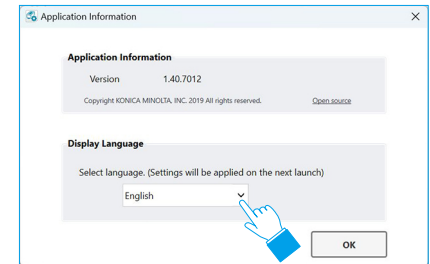 Application Information
Application Information
Version 1.40.7012
Copyright KONICA MINOLTA, INC. 2019 All rights reserved. Open source
Display Language
Select language. (Settings will be applied on the next launch)
English
OK